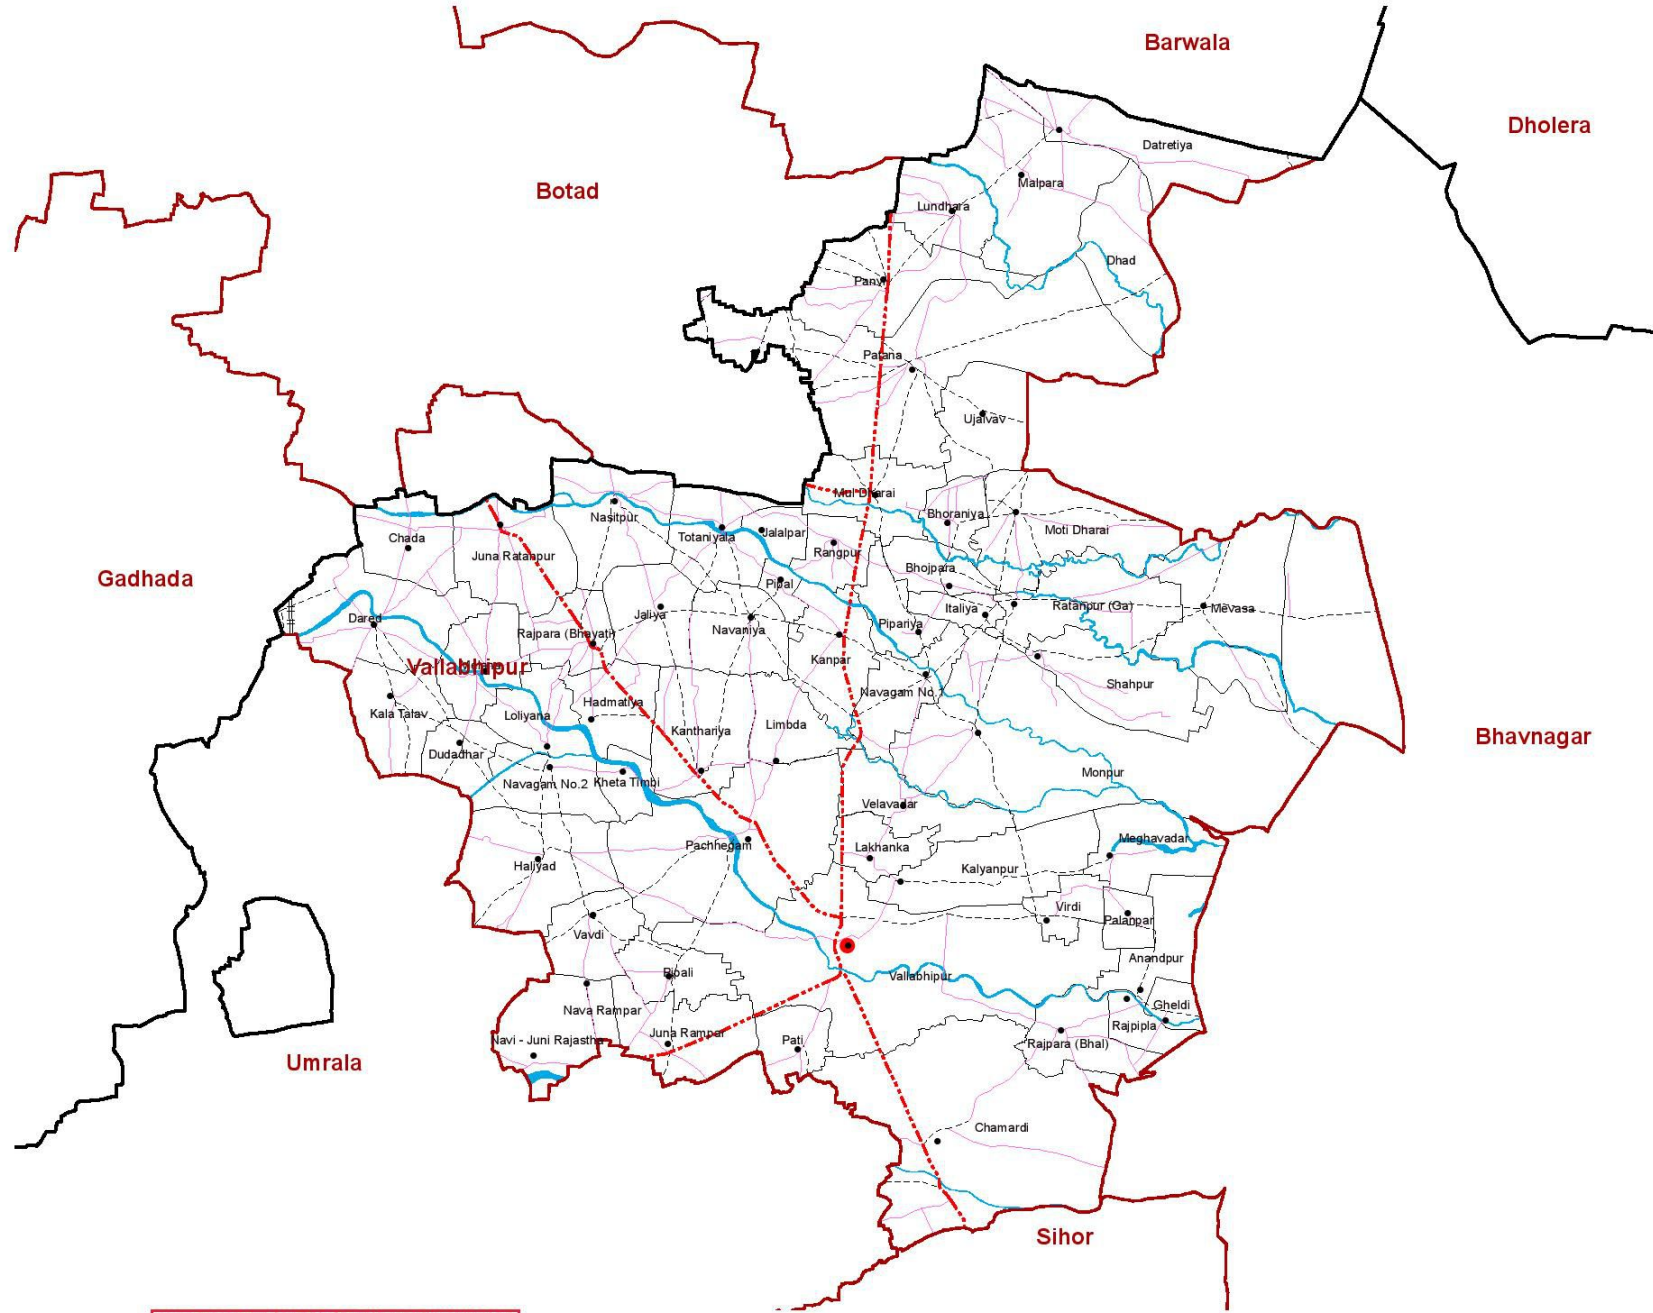 Barwala
Dholera
Datretiya
Botad
Malpara
Lundhara
Dhad
Panvi
Patana
Ujalvav
Mul Dharai
Bhoraniya
Nasitpur
Moti Dharai
Jalalpar
Totaniyala
Chada
Rangpur
Juna Ratanpur
Bhojpara
Gadhada
Pipal
Ratanpur (Ga)
Italiya
Mevasa
Jaliya
Dared
Pipariya
Navaniya
Rajpara (Bhayati)
Kanpar
Vallabhipur
Shahpur
Navagam No.1
Hadmatiya
Kala Talav
Loliyana
Limbda
Kanthariya
Bhavnagar
Dudadhar
Monpur
Navagam No.2
Kheta Timbi
Velavadar
Meghavadar
Pachhegam
Lakhanka
Haliyad
Kalyanpur
Virdi
Palanpar
Vavdi
Anandpur
Pipali
Vallabhipur
Gheldi
Nava Rampar
Rajpipla
Juna Rampar
Navi - Juni Rajastha
Pati
Rajpara (Bhal)
Umrala
Chamardi
Sihor